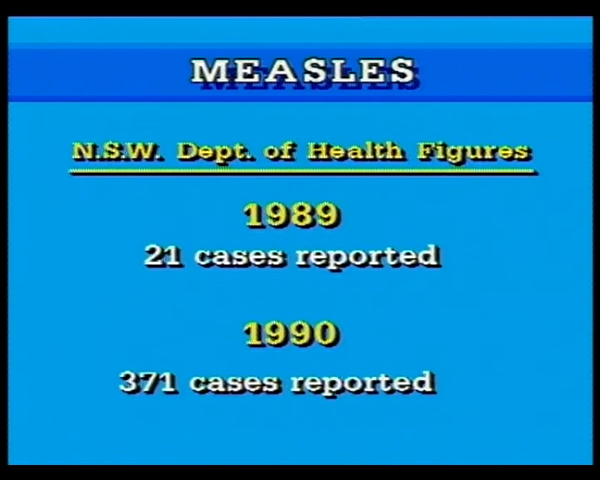 MEASLES
N.S.W. Dept. of Health Figures
1989
21 cases reported
1990
371 cases reported